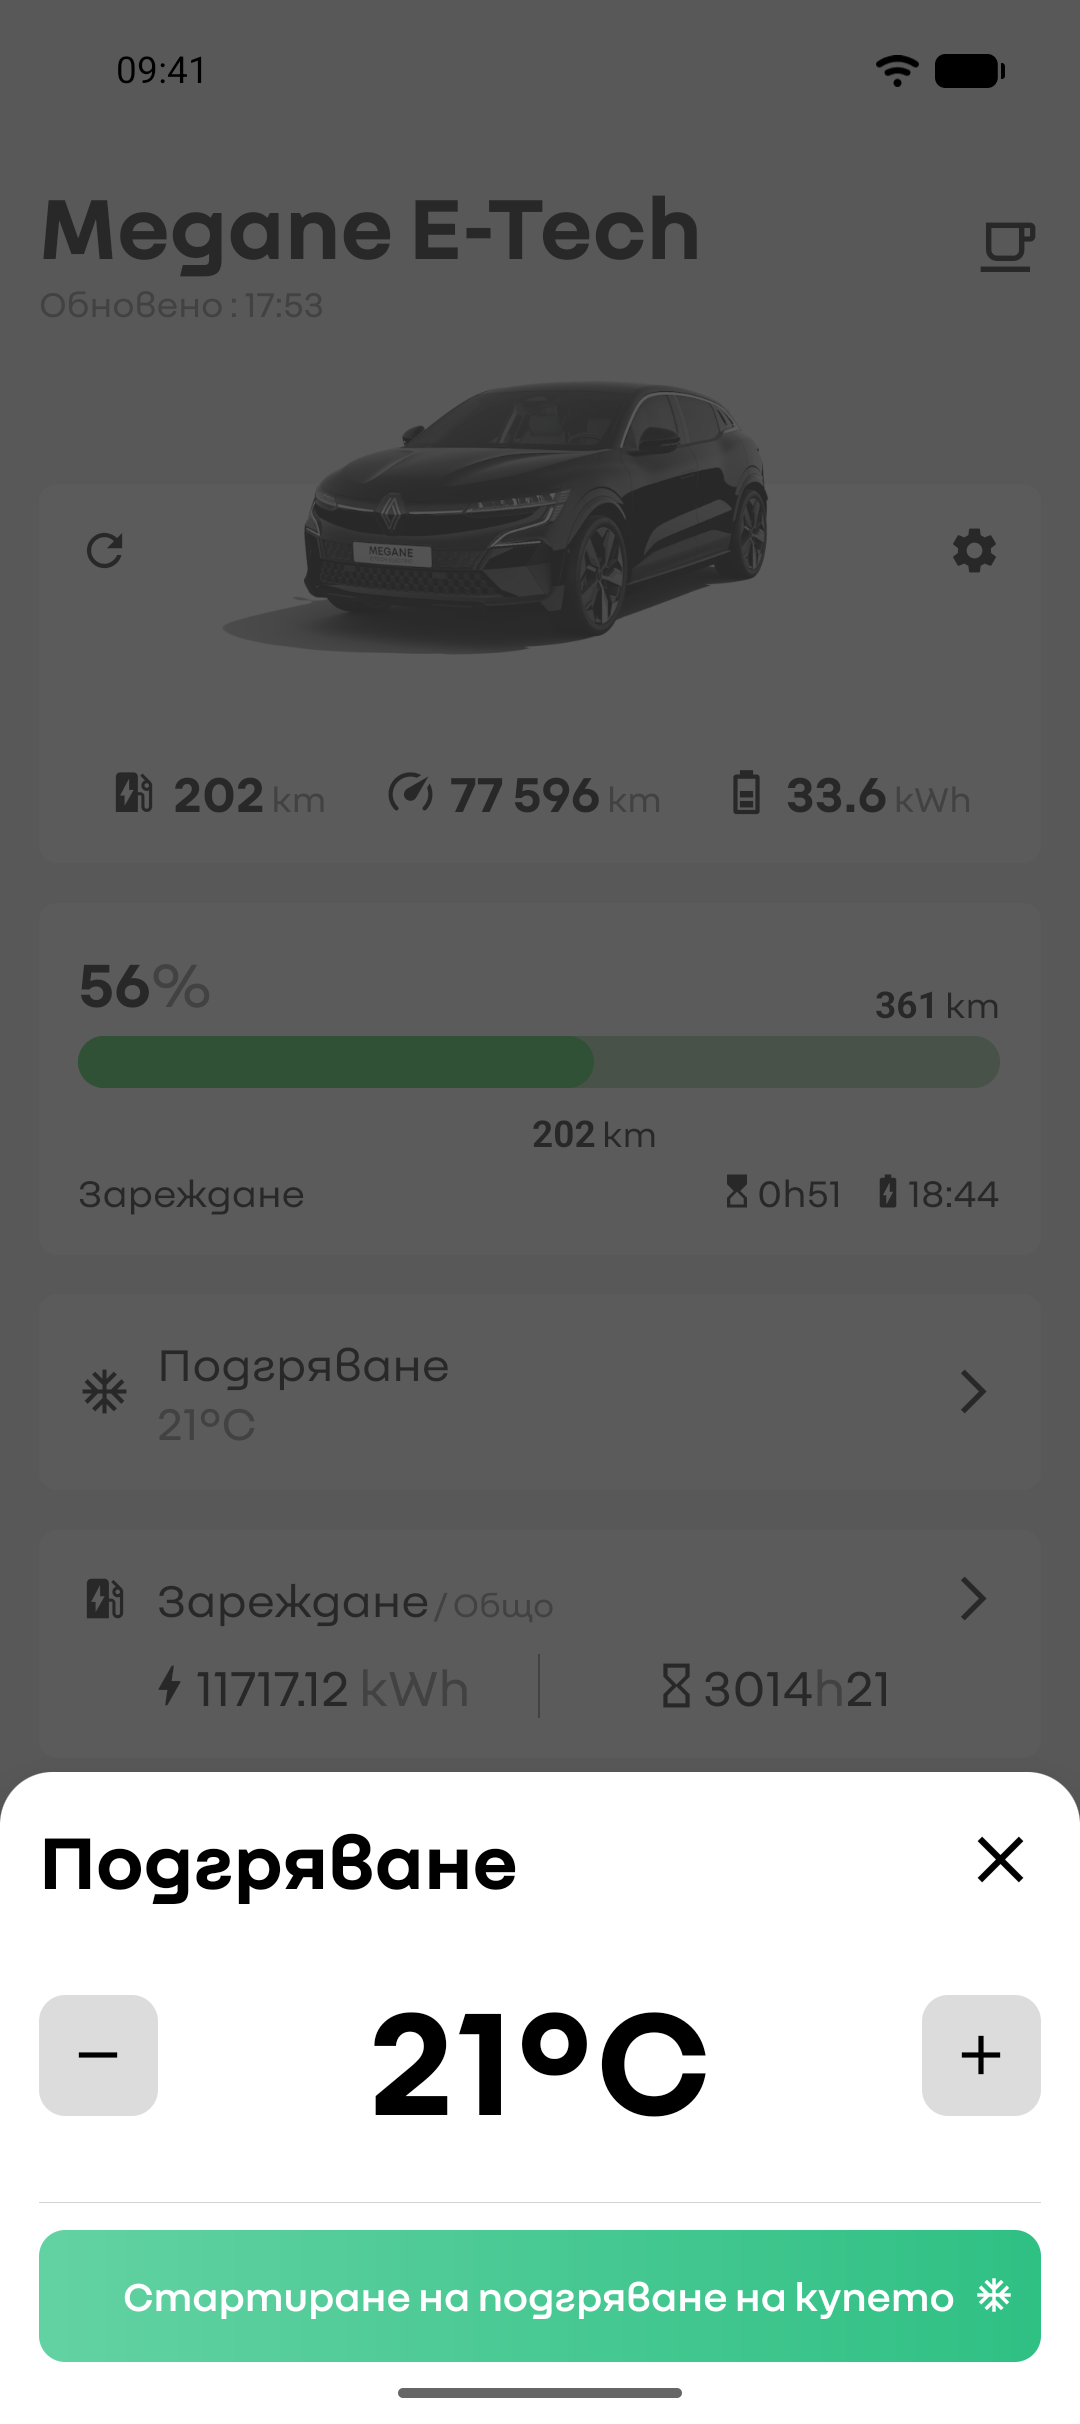 09:41
Megane E-Tech
Обновено : 17:53
MEGANE
202 km 77 596 km 33.6 kWh
56%
361 km
202 km
Зареждане 0h51 18:44
Подгряване
21°C
Зареждане / Общо
11717.12 kWh 3014h21
Подгряване
21°C
Стартиране на подгряване на купето